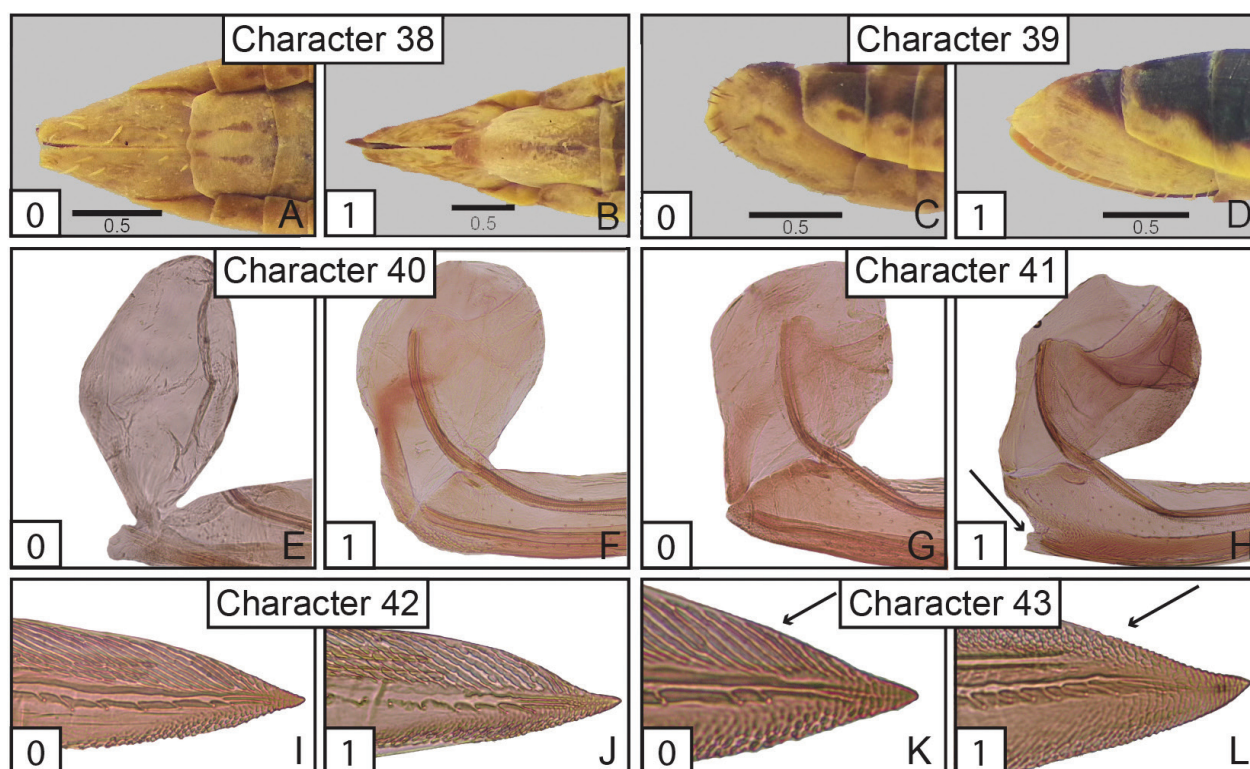 Character 38
Character 39
0 0.5 A
1 0.5 B
0 0.5 C
1 0.5 D
Character 40
Character 41
0 E
1 F
0 G
1 H
Character 42
Character 43
0 I
1 J
0 K
1 L